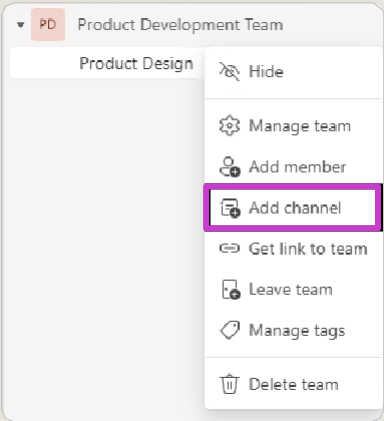 PD Product Development Team
Product Design
Hide
Manage team
Add member
Add channel
Get link to team
Leave team
Manage tags
Delete team